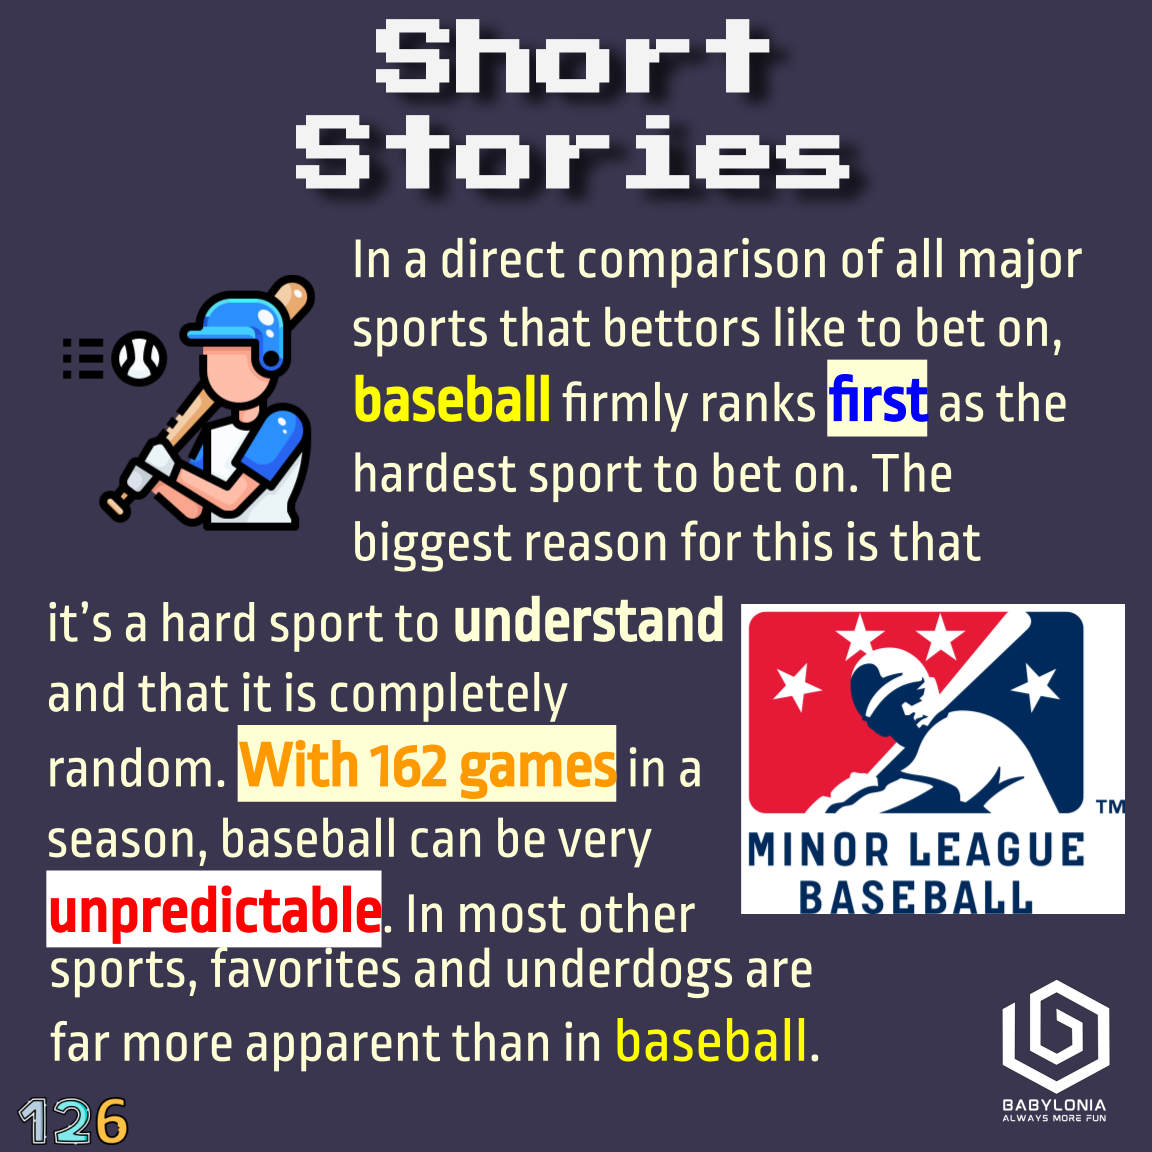 Short
Stories
In a direct comparison of all major
sports that bettors like to bet on,
baseball firmly ranks first as the
hardest sport to bet on. The
biggest reason for this is that
it’s a hard sport to understand
and that it is completely
random. With 162 games in a
season, baseball can be very
unpredictable. In most other
sports, favorites and underdogs are
far more apparent than in baseball.
TM
MINOR LEAGUE
BASEBALL
BABYLONIA
ALWAYS MORE FUN
126